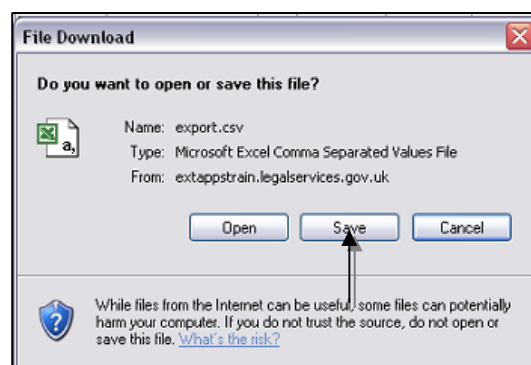 File Download
Do you want to open or save this file?
Name: export.csv
Type: Microsoft Excel Comma Separated Values File
From: extappstrain.legalservices.gov.uk
Open Save Cancel
While files from the Internet can be useful, some files can potentially
harm your computer. If you do not trust the source, do not open or
save this file. What's the risk?